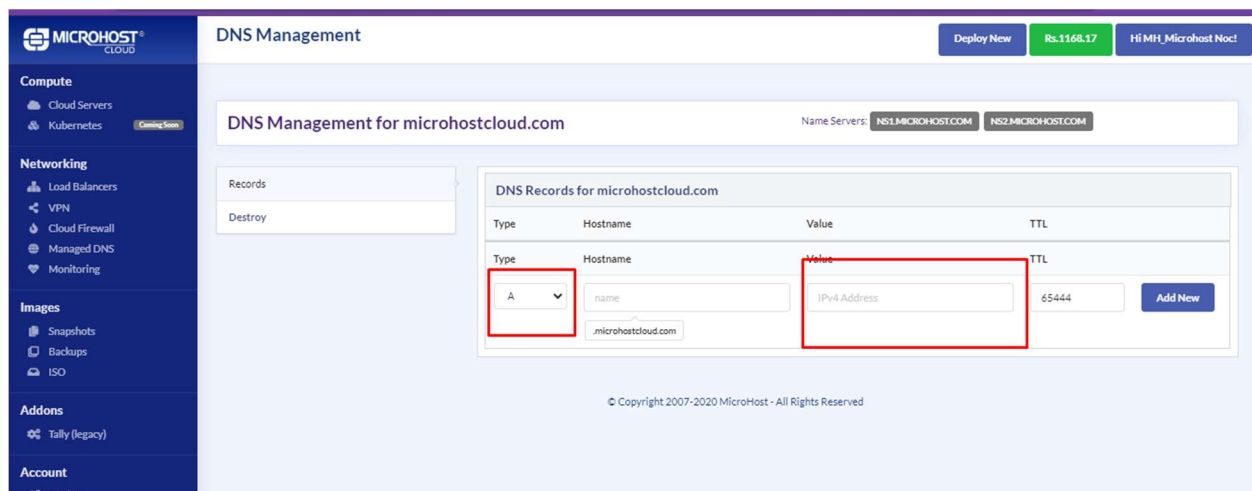 MICROHOST®
CLOUD
DNS Management
Deploy New
Rs.1168.17
Hi MH_Microhost Noc!
Compute
Cloud Servers
Kubernetes Coming Soon
Networking
Load Balancers
VPN
Cloud Firewall
Managed DNS
Monitoring
Images
Snapshots
Backups
ISO
Addons
Tally (legacy)
Account
DNS Management for microhostcloud.com
Name Servers: NS1.MICROHOST.COM NS2.MICROHOST.COM
Records
Destroy
DNS Records for microhostcloud.com
Type Hostname Value TTL
Type Hostname Value TTL
A name IPv4 Address 65444 Add New
.microhostcloud.com
© Copyright 2007-2020 MicroHost - All Rights Reserved